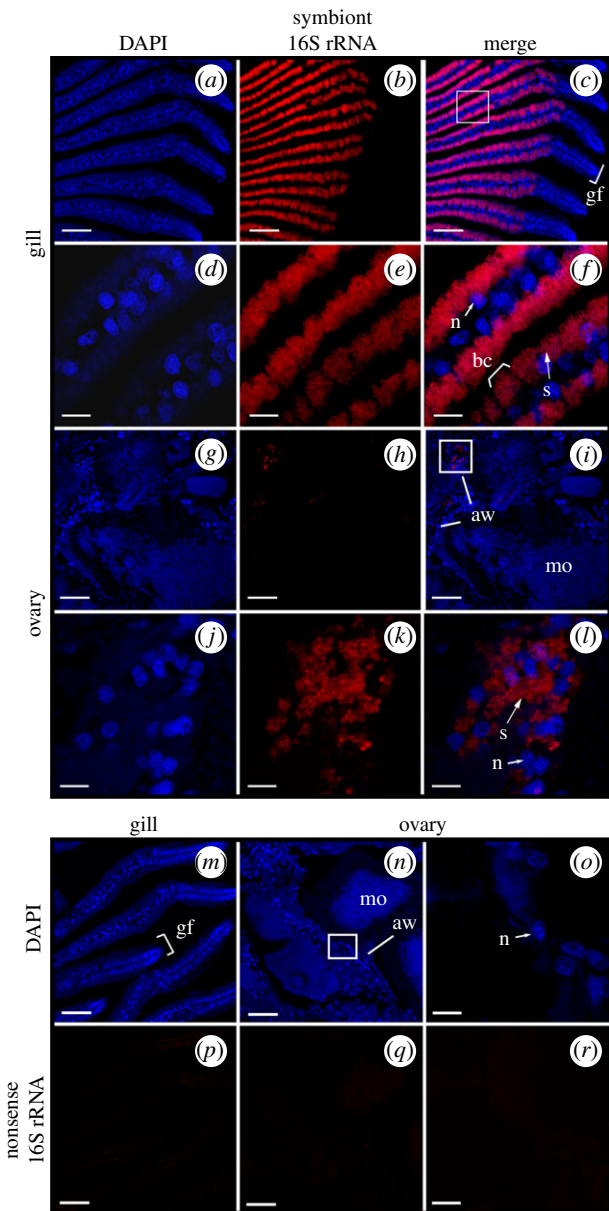 symbiont
DAPI 16S rRNA merge
gill
(a) (b) (c)
gf
(d) (e) (f)
n
bc
s
ovary
(g) (h) (i)
aw
mo
(j) (k) (l)
s
n
gill ovary
DAPI
(m) (n) (o)
gf
mo
aw
n
nonsense
16S rRNA
(p) (q) (r)